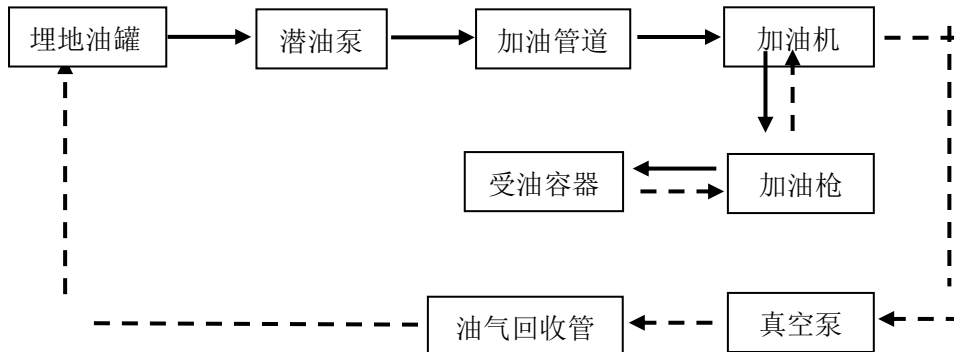 埋地油罐
潜油泵
加油管道
加油机
受油容器
加油枪
油气回收管
真空泵